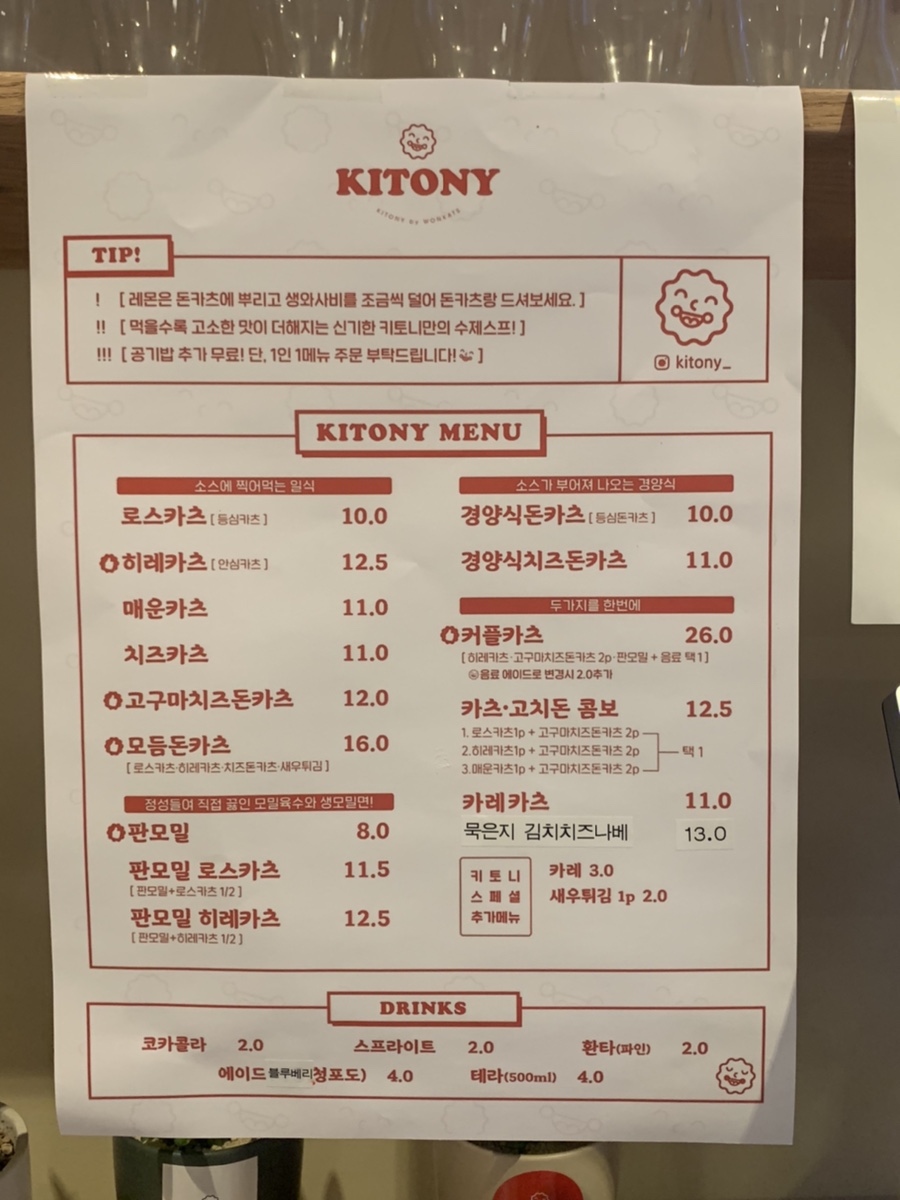 KITONY
KITONY BY WONKATS
TIP!
! [ 레몬은 돈카츠에 뿌리고 생와사비를 조금씩 덜어 돈카츠랑 드셔보세요. ]
!! [ 먹을수록 고소한 맛이 더해지는 신기한 키토니만의 수제스프! ]
!!! [ 공기밥 추가 무료! 단, 1인 1메뉴 주문 부탁드립니다! ]
kitony_
KITONY MENU
소스에 찍어먹는 일식
로스카츠 [ 등심카츠 ] 10.0
히레카츠 [ 안심카츠 ] 12.5
매운카츠 11.0
치즈카츠 11.0
고구마치즈돈카츠 12.0
모듬돈카츠 16.0
[ 로스카츠·히레카츠·치즈돈카츠·새우튀김 ]
정성들여 직접 끓인 모밀육수와 생모밀면!
판모밀 8.0
판모밀 로스카츠 11.5
[ 판모밀+로스카츠 1/2 ]
판모밀 히레카츠 12.5
[ 판모밀+히레카츠 1/2 ]
소스가 부어져 나오는 경양식
경양식돈카츠 [ 등심돈카츠 ] 10.0
경양식치즈돈카츠 11.0
두가지를 한번에
커플카츠 26.0
[ 히레카츠·고구마치즈돈카츠 2p·판모밀 + 음료 택1 ]
음료 에이드로 변경시 2.0추가
카츠·고치돈 콤보 12.5
1. 로스카츠1p + 고구마치즈돈카츠 2p
2.히레카츠1p + 고구마치즈돈카츠 2p 택 1
3.매운카츠1p + 고구마치즈돈카츠 2p
카레카츠 11.0
묵은지 김치치즈나베 13.0
키토니
스페셜
추가메뉴
카레 3.0
새우튀김 1p 2.0
DRINKS
코카콜라 2.0 스프라이트 2.0 환타(파인) 2.0
에이드 블루베리 청포도) 4.0 테라(500ml) 4.0